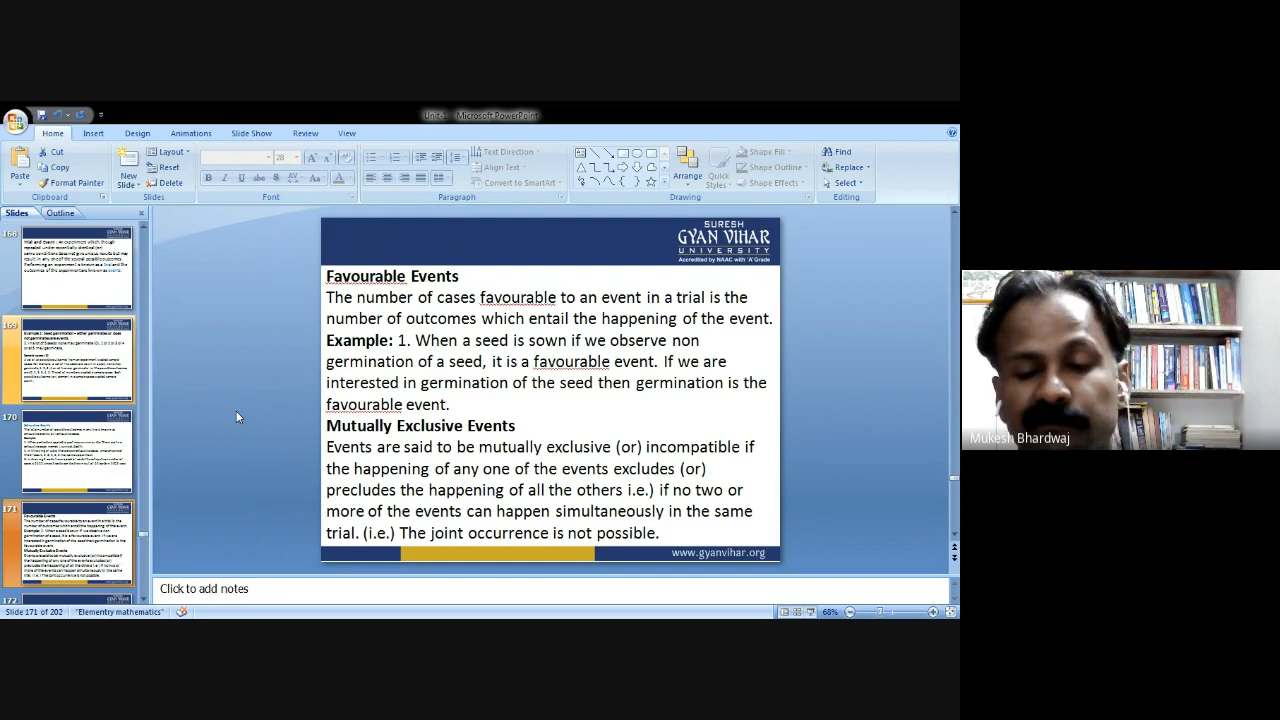 Unit-1 Microsoft PowerPoint
Home Insert Design Animations Slide Show Review View
Paste
Cut
Copy
Format Painter
Clipboard
New
Slide
Layout
Reset
Delete
Slides
28
Font
Text Direction
Align Text
Convert to SmartArt
Paragraph
Arrange
Quick
Styles
Shape Fill
Shape Outline
Shape Effects
Drawing
Find
Replace
Select
Editing
Slides Outline
168
169
170
171
172
SURESH
GYAN VIHAR
UNIVERSITY
Accredited by NAAC with 'A' Grade
Favourable Events
The number of cases favourable to an event in a trial is the
number of outcomes which entail the happening of the event.
Example: 1. When a seed is sown if we observe non
germination of a seed, it is a favourable event. If we are
interested in germination of the seed then germination is the
favourable event.
Mutually Exclusive Events
Events are said to be mutually exclusive (or) incompatible if
the happening of any one of the events excludes (or)
precludes the happening of all the others i.e.) if no two or
more of the events can happen simultaneously in the same
trial. (i.e.) The joint occurrence is not possible.
www.gyanvihar.org
Click to add notes
Slide 171 of 202 "Elementry mathematics" 68%
Mukesh Bhardwaj